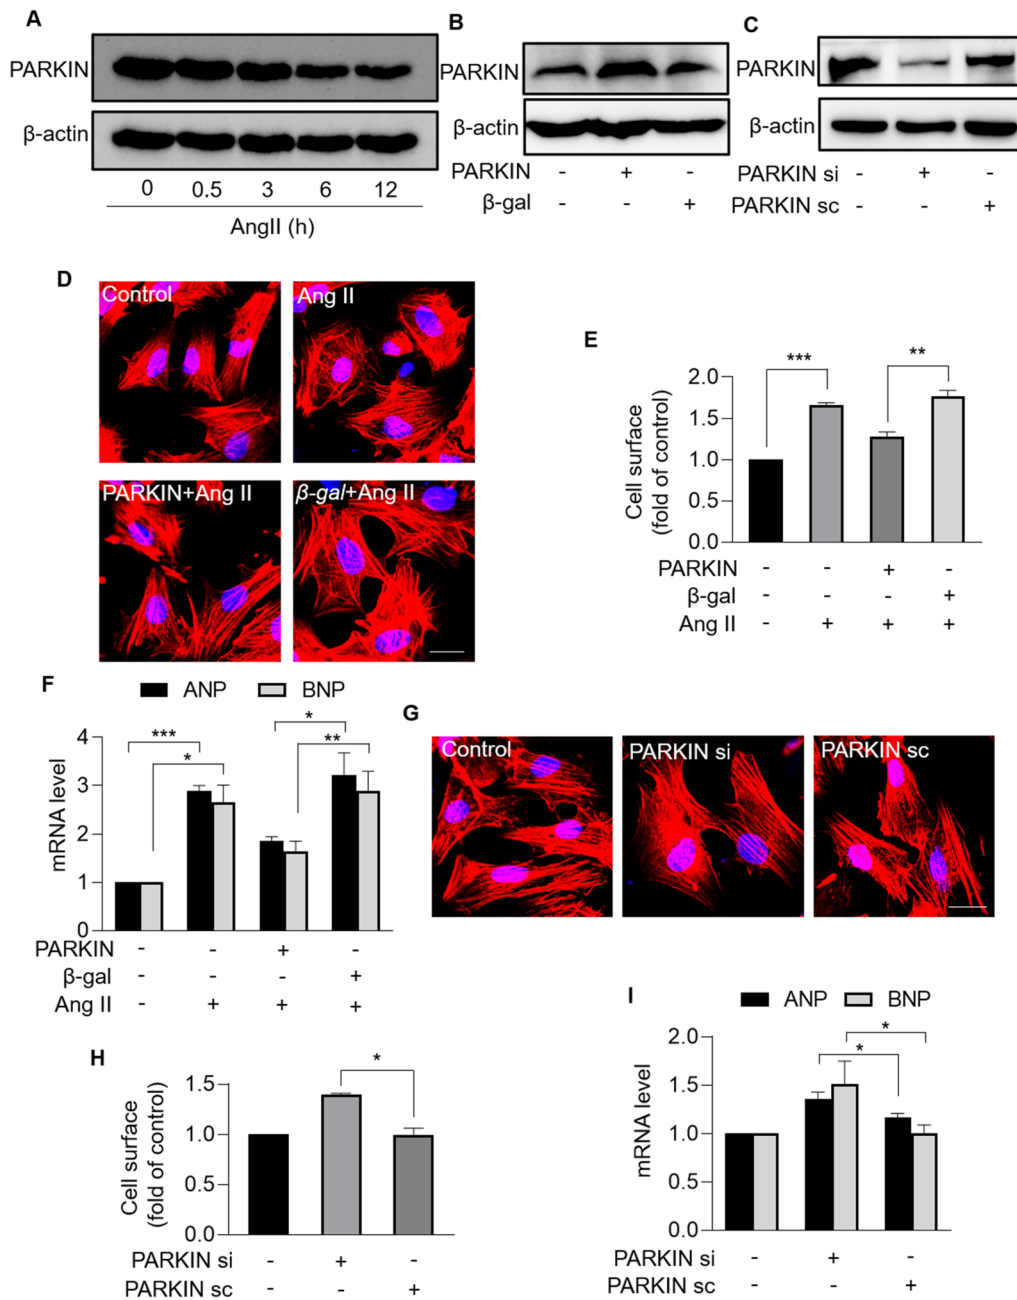 A
PARKIN
β-actin
0 0.5 3 6 12
AngII (h)
B
PARKIN
β-actin
PARKIN - + -
β-gal - - +
C
PARKIN
β-actin
PARKIN si - + -
PARKIN sc - - +
D
Control
Ang II
PARKIN+Ang II
β-gal+Ang II
E
*** **
Cell surface
(fold of control)
2.0
1.5
1.0
0.5
0.0
PARKIN - - + -
β-gal - - - +
Ang II - + + +
F
ANP BNP
*** *
* **
mRNA level
4
3
2
1
0
PARKIN - - + -
β-gal - - - +
Ang II - + + +
G
Control
PARKIN si
PARKIN sc
H
*
Cell surface
(fold of control)
1.5
1.0
0.5
0.0
PARKIN si - + -
PARKIN sc - - +
I
ANP BNP
*
*
mRNA level
2.0
1.5
1.0
0.5
0.0
PARKIN si - + -
PARKIN sc - - +